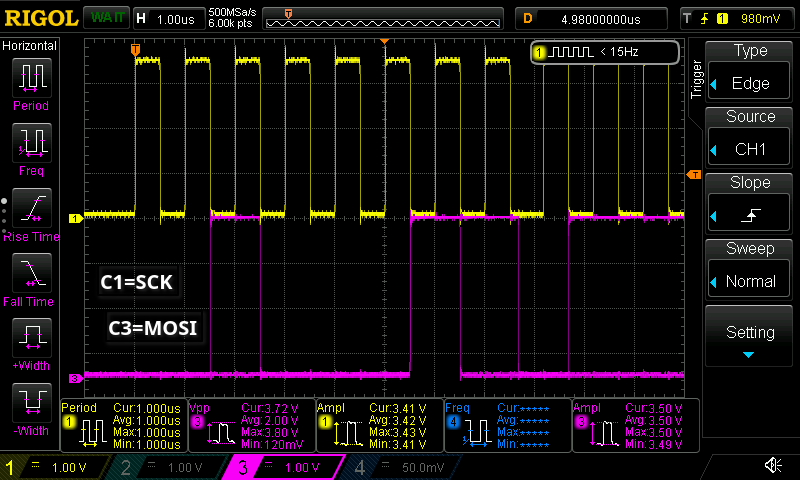 RIGOL WAIT H 1.00us 500MSa/s 6.00k pts D 4.98000000us T 1 980mV
T
Horizontal
Period
Freq
Rise Time
Fall Time
+Width
-Width
T
1 < 15Hz
1
T
C1=SCK
C3=MOSI
3
Trigger
Type
Edge
Source
CH1
Slope
Sweep
Normal
Setting
Period Cur:1.000us
1 Avg:1.000us
Max:1.000us
Min:1.000us
Vpp Cur:3.72 V
3 Avg:2.00 V
Max:3.80 V
Min:120mV
Ampl Cur:3.41 V
1 Avg:3.42 V
Max:3.43 V
Min:3.41 V
Freq Cur:*****
4 Avg:*****
Max:*****
Min:*****
Ampl Cur:3.50 V
3 Avg:3.50 V
Max:3.50 V
Min:3.49 V
1 1.00 V 2 1.00 V 3 1.00 V 4 50.0mV